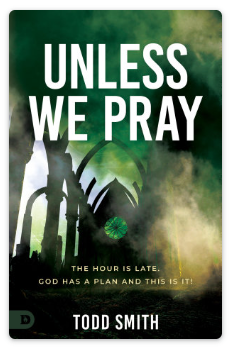 UNLESS
WE PRAY
THE HOUR IS LATE.
GOD HAS A PLAN AND THIS IS IT!
D
TODD SMITH